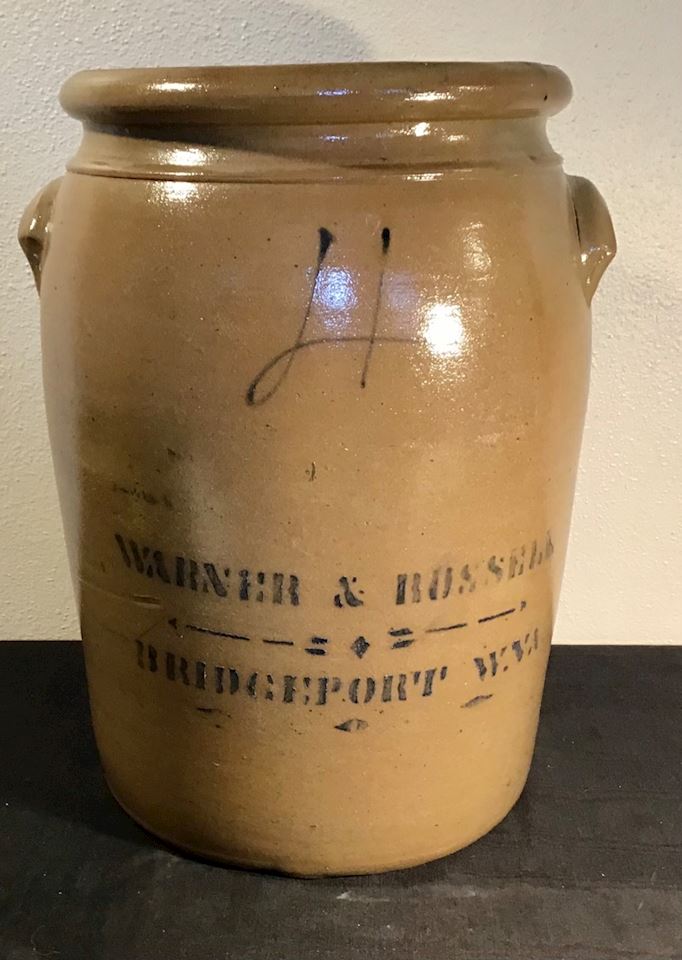 4
WARNER & RUSSELL
BRIDGEPORT W.VA